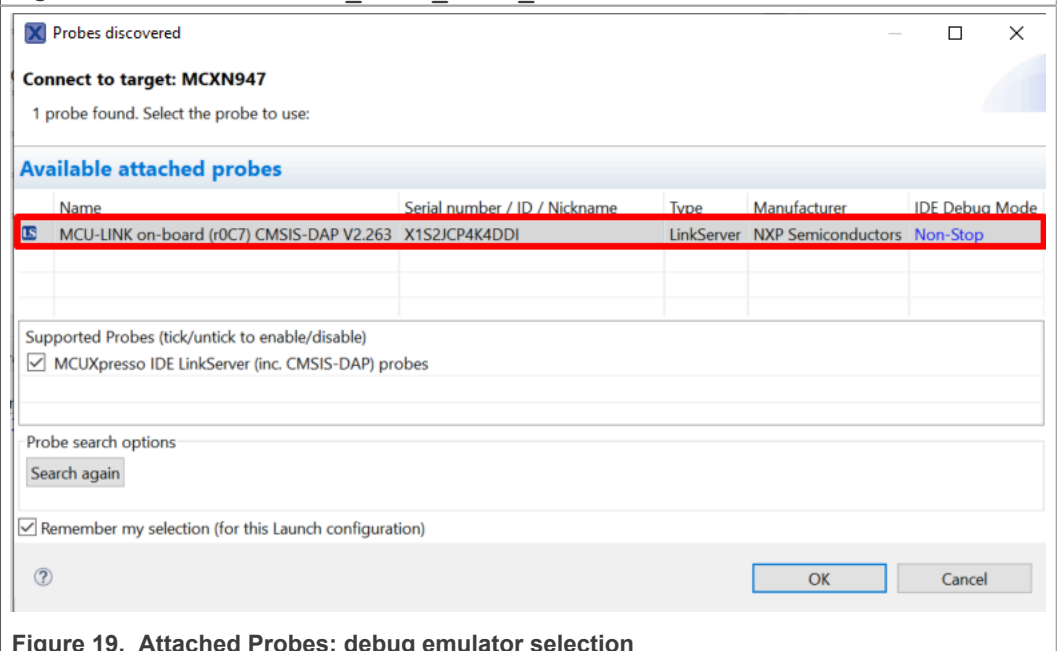 Probes discovered
Connect to target: MCXN947
1 probe found. Select the probe to use:
Available attached probes
Name Serial number / ID / Nickname Type Manufacturer IDE Debug Mode
LS MCU-LINK on-board (r0C7) CMSIS-DAP V2.263 X1S2JCP4K4DDI LinkServer NXP Semiconductors Non-Stop
Supported Probes (tick/untick to enable/disable)
MCUXpresso IDE LinkServer (inc. CMSIS-DAP) probes
Probe search options
Search again
Remember my selection (for this Launch configuration)
? OK Cancel
Figure 19. Attached Probes: debug emulator selection